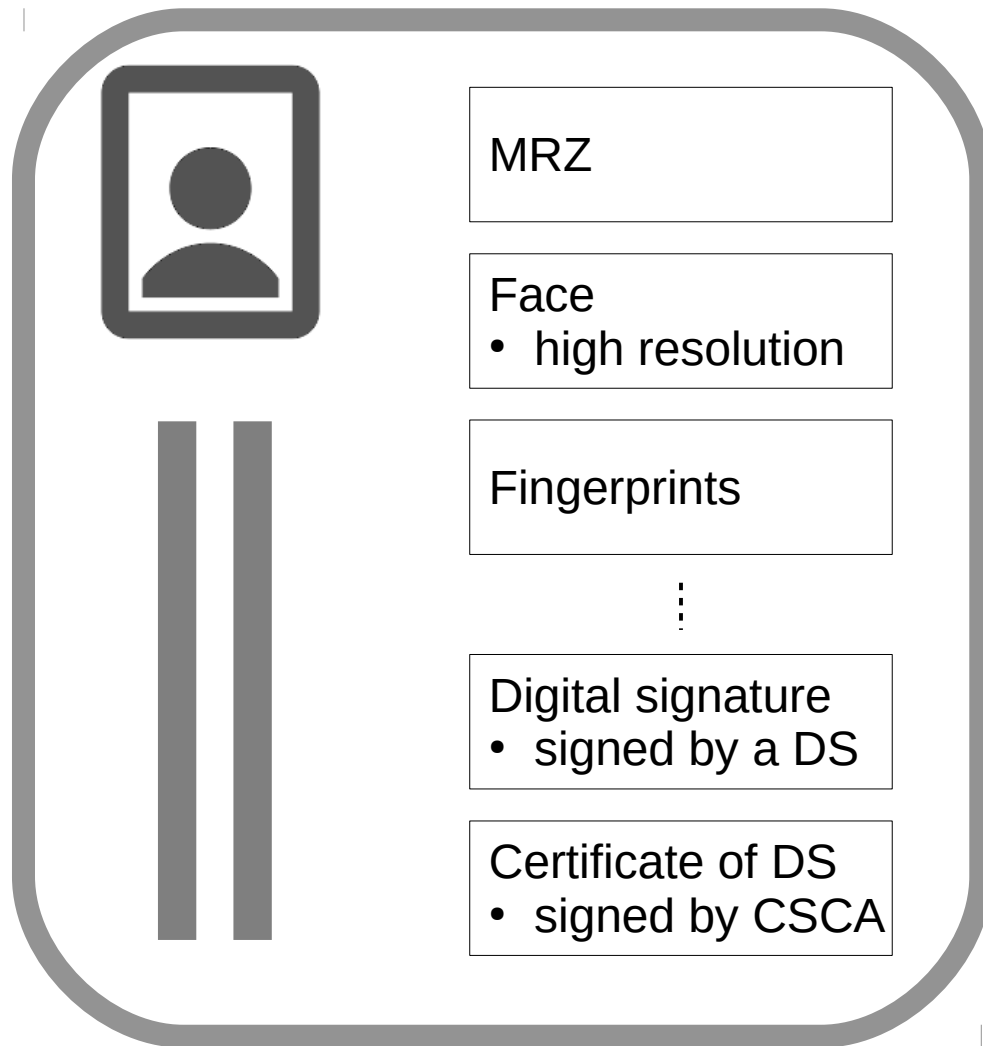 MRZ
Face
• high resolution
Fingerprints
Digital signature
• signed by a DS
Certificate of DS
• signed by CSCA